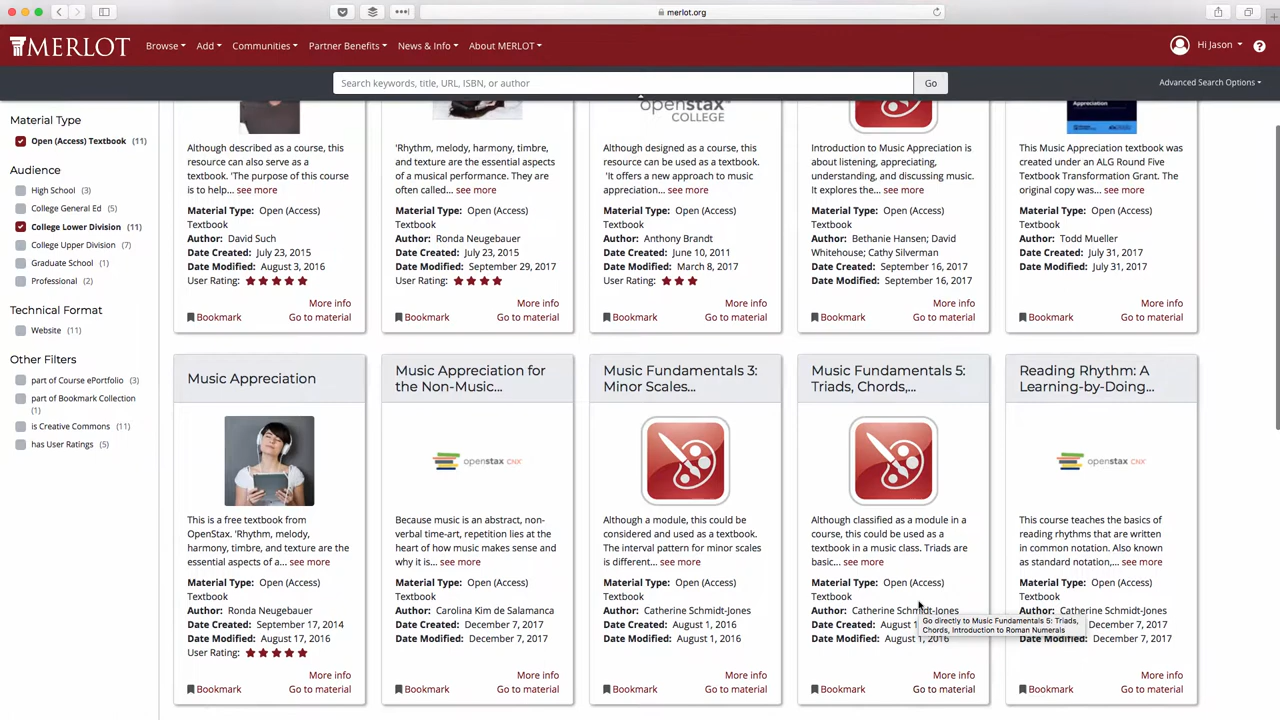 merlot.org
MERLOT
Browse
Add
Communities
Partner Benefits
News & Info
About MERLOT
Hi Jason
?
Search keywords, title, URL, ISBN, or author
Go
Advanced Search Options
Material Type
Open (Access) Textbook (11)
Audience
High School (3)
College General Ed (5)
College Lower Division (11)
College Upper Division (7)
Graduate School (1)
Professional (2)
Technical Format
Website (11)
Other Filters
part of Course ePortfolio (3)
part of Bookmark Collection
(1)
is Creative Commons (11)
has User Ratings (5)
Although described as a course, this
resource can also serve as a
textbook. 'The purpose of this course
is to help... see more
Material Type: Open (Access)
Textbook
Author: David Such
Date Created: July 23, 2015
Date Modified: August 3, 2016
User Rating:
More info
Bookmark Go to material
'Rhythm, melody, harmony, timbre,
and texture are the essential aspects
of a musical performance. They are
often called... see more
Material Type: Open (Access)
Textbook
Author: Ronda Neugebauer
Date Created: July 23, 2015
Date Modified: September 29, 2017
User Rating:
More info
Bookmark Go to material
openstax
COLLEGE
Although designed as a course, this
resource can be used as a textbook.
'It offers a new approach to music
appreciation... see more
Material Type: Open (Access)
Textbook
Author: Anthony Brandt
Date Created: June 10, 2011
Date Modified: March 8, 2017
User Rating:
More info
Bookmark Go to material
Introduction to Music Appreciation
is about listening, appreciating,
understanding, and discussing music.
It explores the... see more
Material Type: Open (Access)
Textbook
Author: Bethanie Hansen; David
Whitehouse; Cathy Silverman
Date Created: September 16, 2017
Date Modified: September 16, 2017
More info
Bookmark Go to material
Appreciation
This Music Appreciation textbook was
created under an ALG Round Five
Textbook Transformation Grant. The
original copy was... see more
Material Type: Open (Access)
Textbook
Author: Todd Mueller
Date Created: July 31, 2017
Date Modified: July 31, 2017
More info
Bookmark Go to material
Music Appreciation
This is a free textbook from
OpenStax. 'Rhythm, melody,
harmony, timbre, and texture are the
essential aspects of a... see more
Material Type: Open (Access)
Textbook
Author: Ronda Neugebauer
Date Created: September 17, 2014
Date Modified: August 17, 2016
User Rating:
More info
Bookmark Go to material
Music Appreciation for
the Non-Music...
openstax CNX
Because music is an abstract, non-
verbal time-art, repetition lies at the
heart of how music makes sense and
why it is... see more
Material Type: Open (Access)
Textbook
Author: Carolina Kim de Salamanca
Date Created: December 7, 2017
Date Modified: December 7, 2017
More info
Bookmark Go to material
Music Fundamentals 3:
Minor Scales...
Although a module, this could be
considered and used as a textbook.
The interval pattern for minor scales
is different... see more
Material Type: Open (Access)
Textbook
Author: Catherine Schmidt-Jones
Date Created: August 1, 2016
Date Modified: August 1, 2016
More info
Bookmark Go to material
Music Fundamentals 5:
Triads, Chords,...
Although classified as a module in a
course, this could be used as a
textbook in a music class. Triads are
basic... see more
Material Type: Open (Access)
Textbook
Author: Catherine Schmidt-Jones
Date Created: August 1
Date Modified: August 1, 2016
Go directly to Music Fundamentals 5: Triads,
Chords, Introduction to Roman Numerals
More info
Bookmark Go to material
Reading Rhythm: A
Learning-by-Doing...
openstax CNX
This course teaches the basics of
reading rhythms that are written
in common notation. Also known
as standard notation,... see more
Material Type: Open (Access)
Textbook
Author: Catherine Schmidt-Jones
December 7, 2017
December 7, 2017
More info
Bookmark Go to material